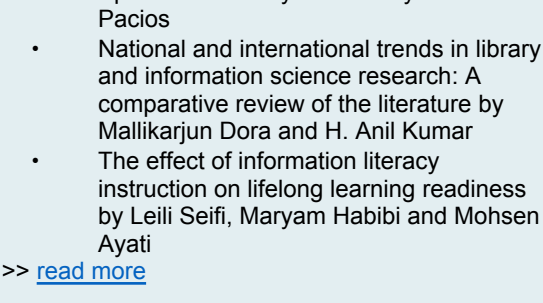 Pacios
• National and international trends in library
and information science research: A
comparative review of the literature by
Mallikarjun Dora and H. Anil Kumar
• The effect of information literacy
instruction on lifelong learning readiness
by Leili Seifi, Maryam Habibi and Mohsen
Ayati
>> read more